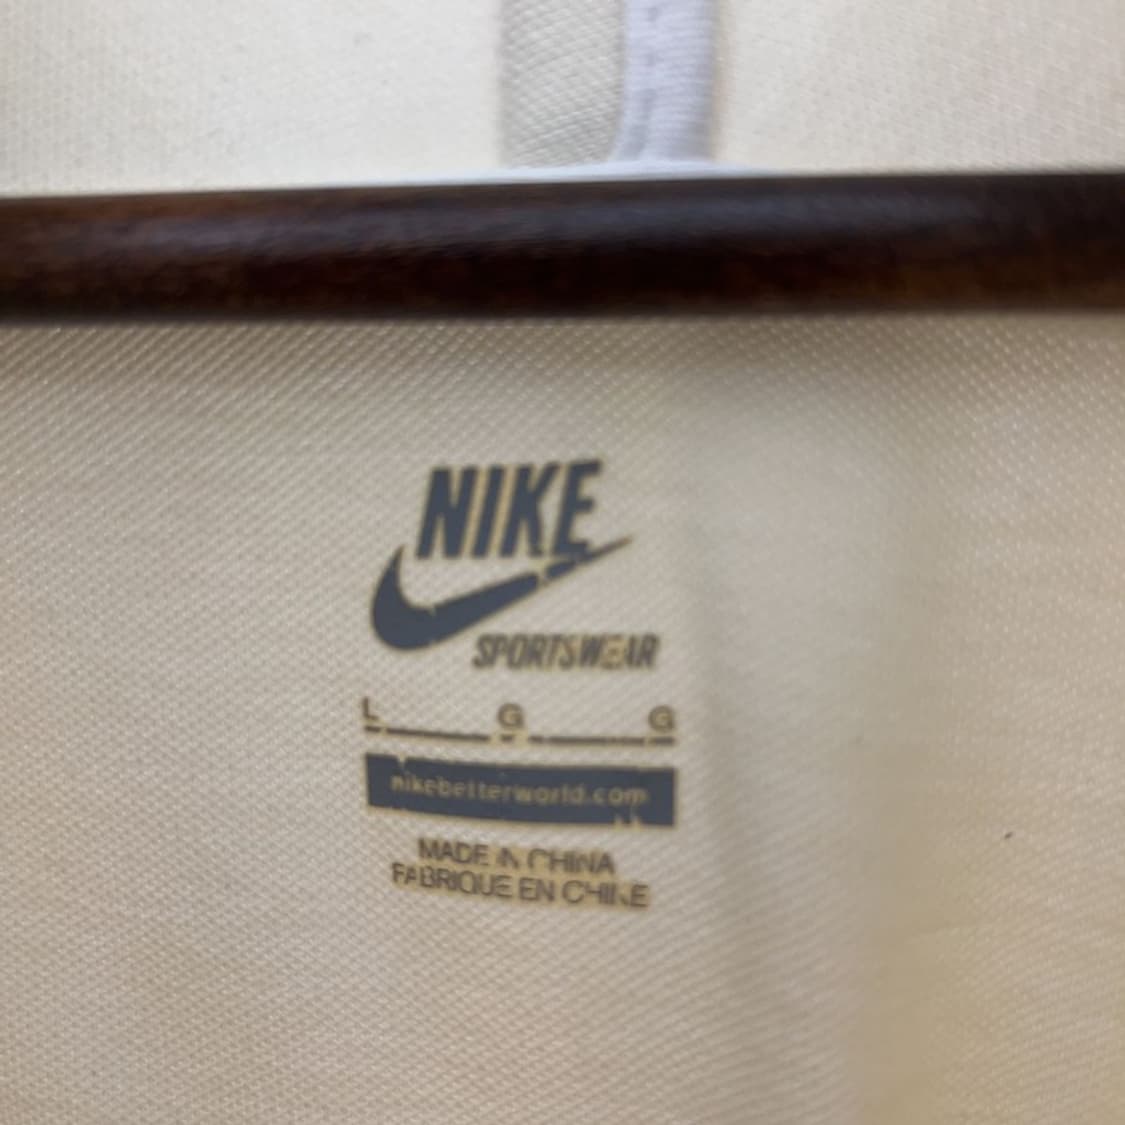 NIKE
SPORTSWEAR
L G G
nikebetterworld.com
MADE IN CHINA
FABRIQUE EN CHINE